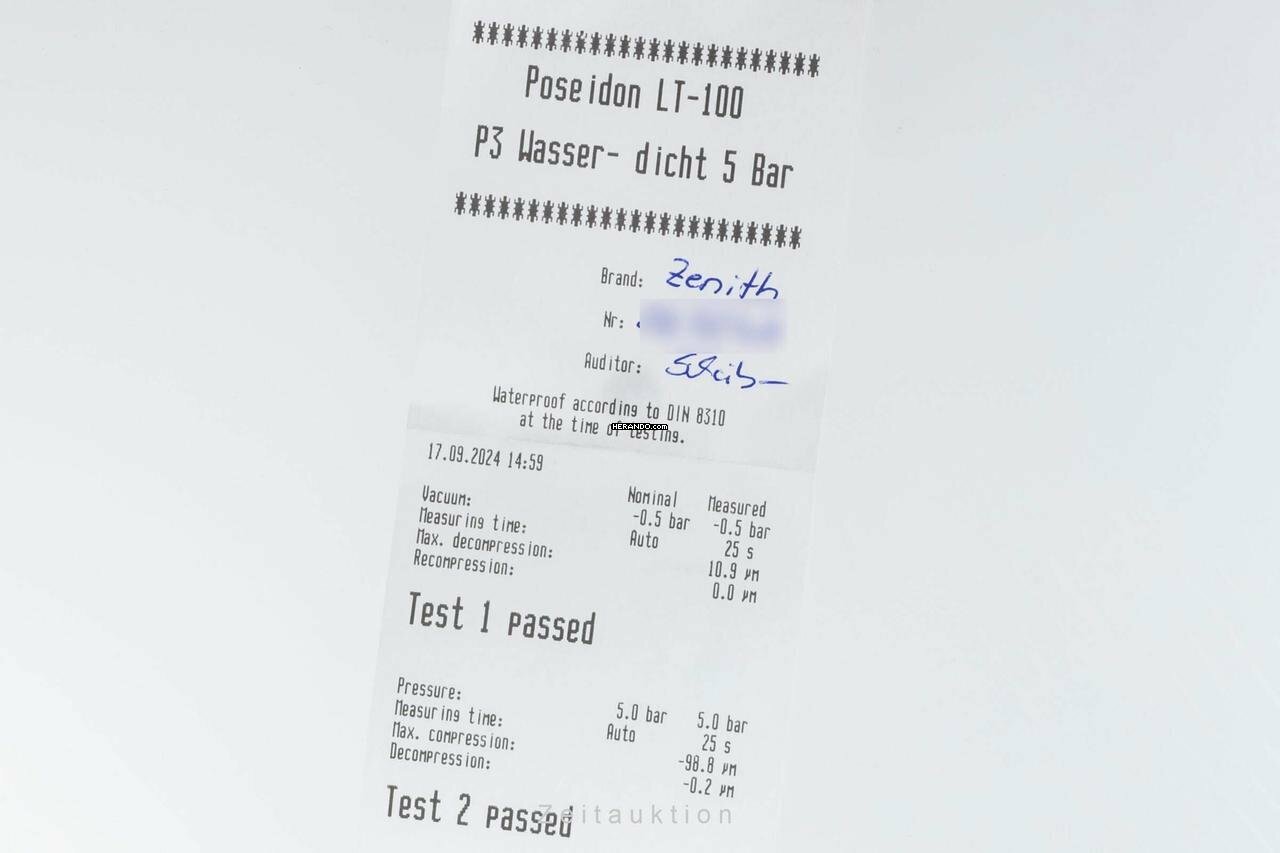 ************************
Poseidon LT-100
P3 Wasser- dicht 5 Bar
************************
Brand: Zenith
Nr:
Auditor:
Waterproof according to DIN 8310
at the time of testing.
HERANDO.com
17.09.2024 14:59
Nominal Measured
Vacuum: -0.5 bar -0.5 bar
Measuring time: Auto 25 s
Max. decompression: 10.9 µm
Recompression: 0.0 µm
Test 1 passed
Pressure: 5.0 bar 5.0 bar
Measuring time: Auto 25 s
Max. compression: -98.8 µm
Decompression: -0.2 µm
Test 2 passed
Zeitauktion